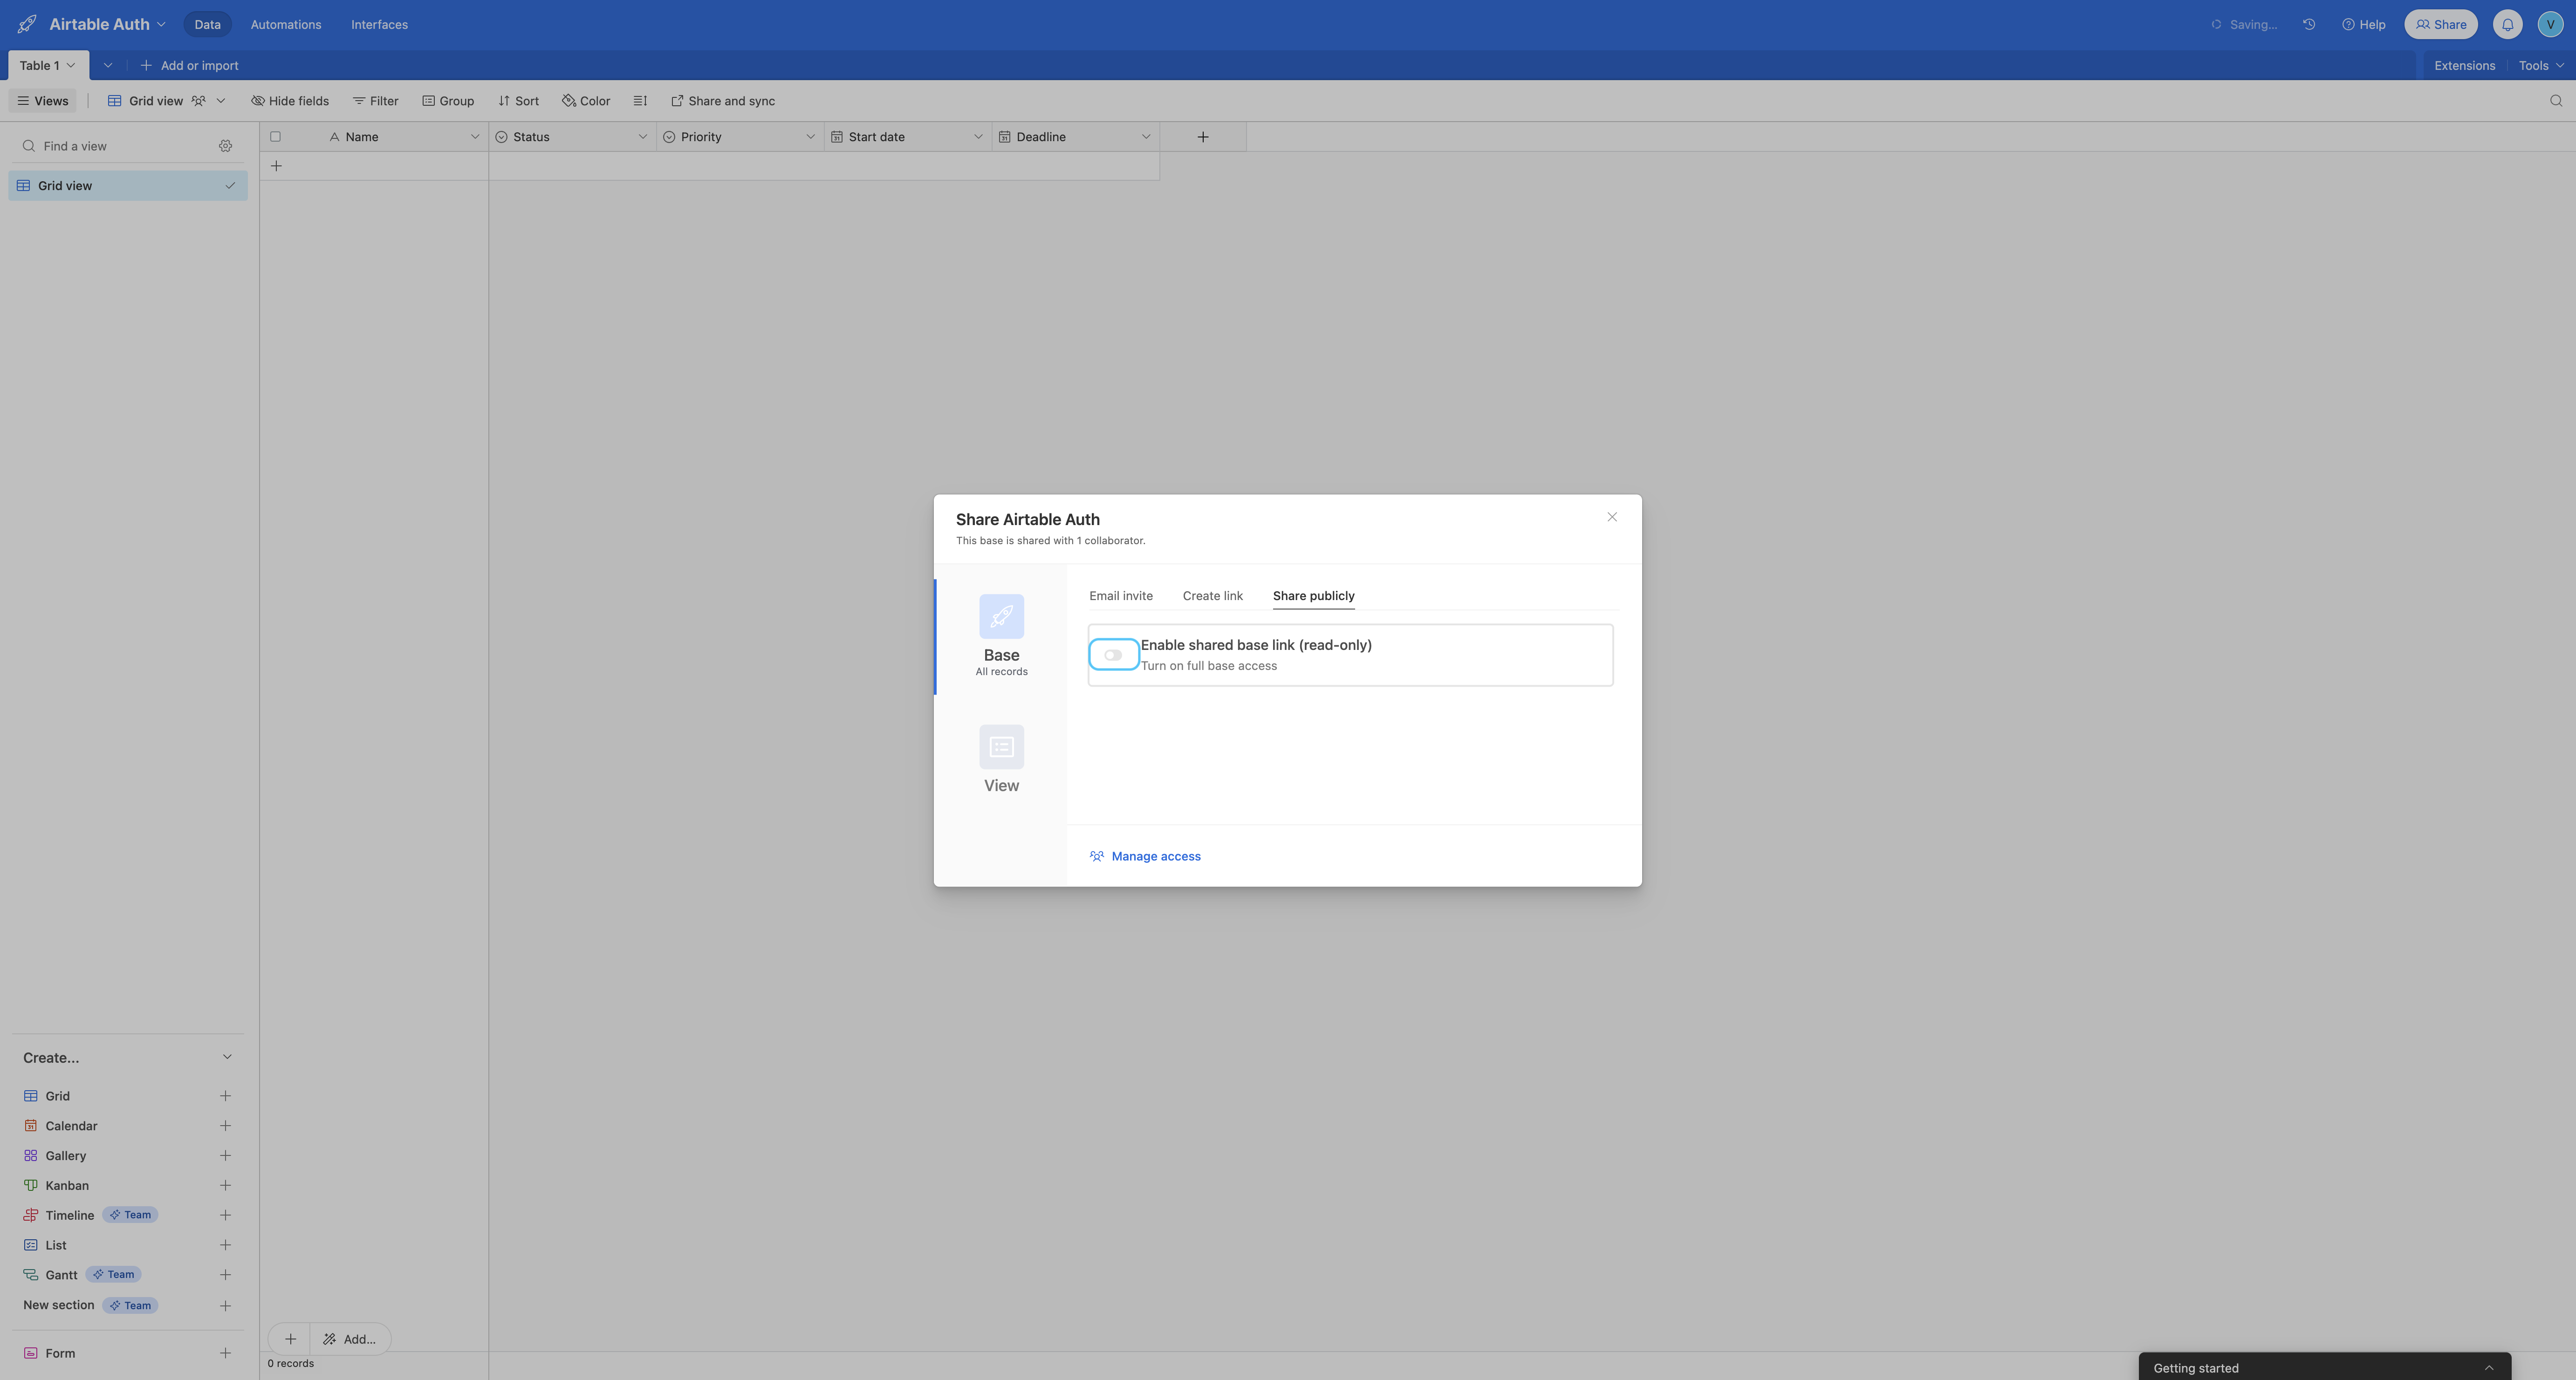 Airtable Auth
Data
Automations
Interfaces
Saving...
Help
Share
V
Table 1
Add or import
Extensions
Tools
Views
Grid view
Hide fields
Filter
Group
Sort
Color
Share and sync
Find a view
Grid view
Name
Status
Priority
Start date
Deadline
Share Airtable Auth
This base is shared with 1 collaborator.
Base
All records
View
Email invite
Create link
Share publicly
Enable shared base link (read-only)
Turn on full base access
Manage access
Create...
Grid
Calendar
Gallery
Kanban
Timeline
Team
List
Gantt
Team
New section
Team
Form
Add...
0 records
Getting started